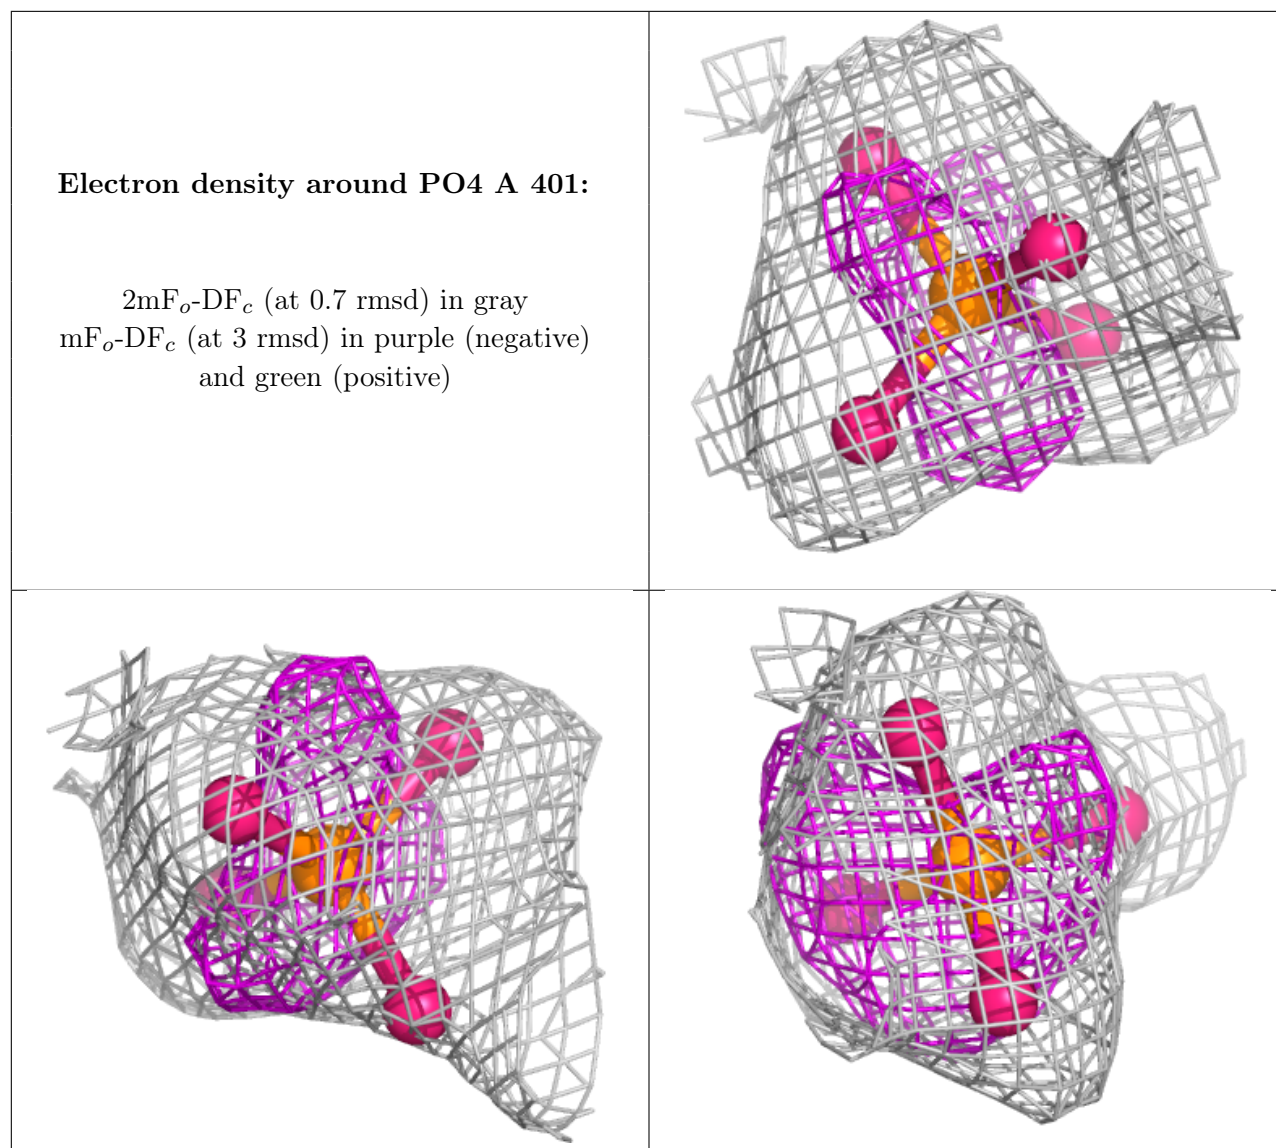 Electron density around PO4 A 401:
2mFo-DFc (at 0.7 rmsd) in gray
mFo-DFc (at 3 rmsd) in purple (negative)
and green (positive)